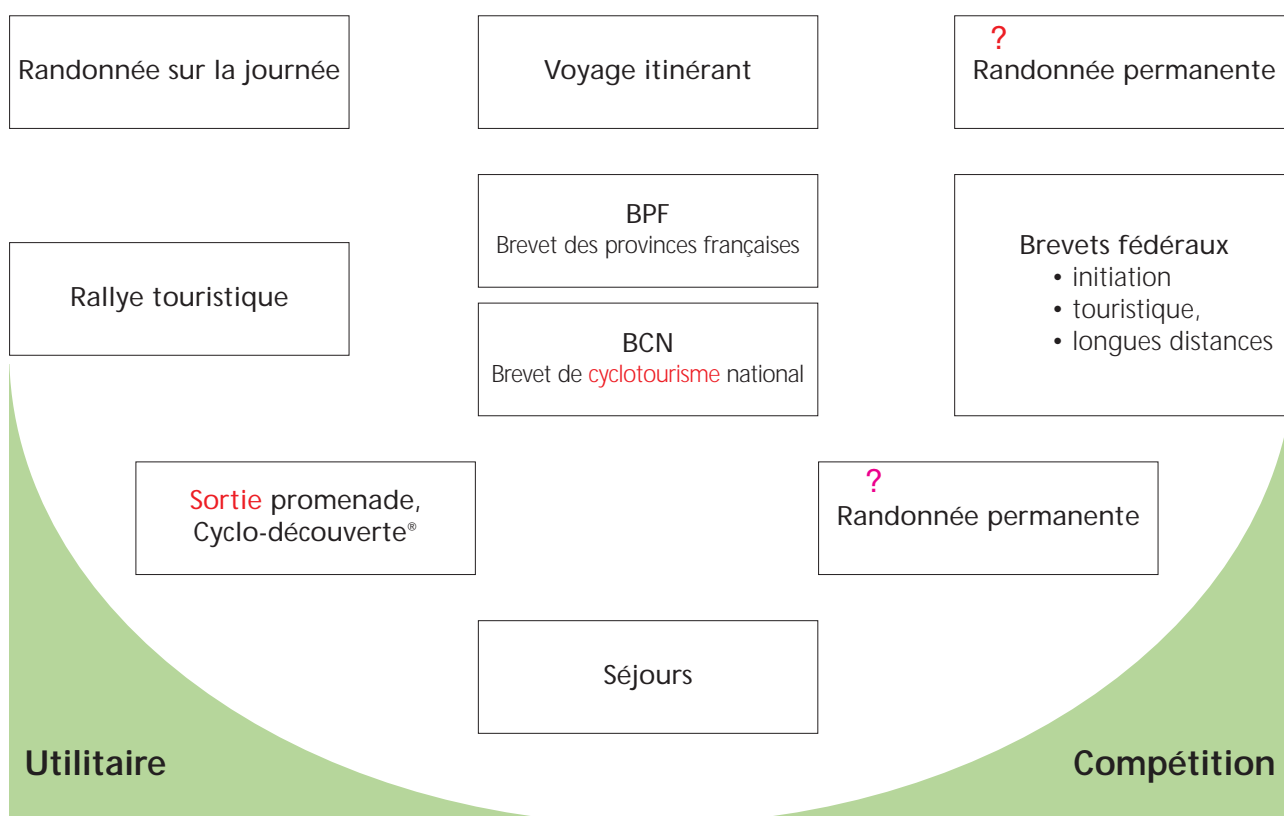 Randonnée sur la journée
Voyage itinérant
?
Randonnée permanente
BPF
Brevet des provinces françaises
Brevets fédéraux
• initiation
• touristique,
• longues distances
Rallye touristique
BCN
Brevet de cyclotourisme national
Sortie promenade,
Cyclo-découverte®
?
Randonnée permanente
Séjours
Utilitaire
Compétition